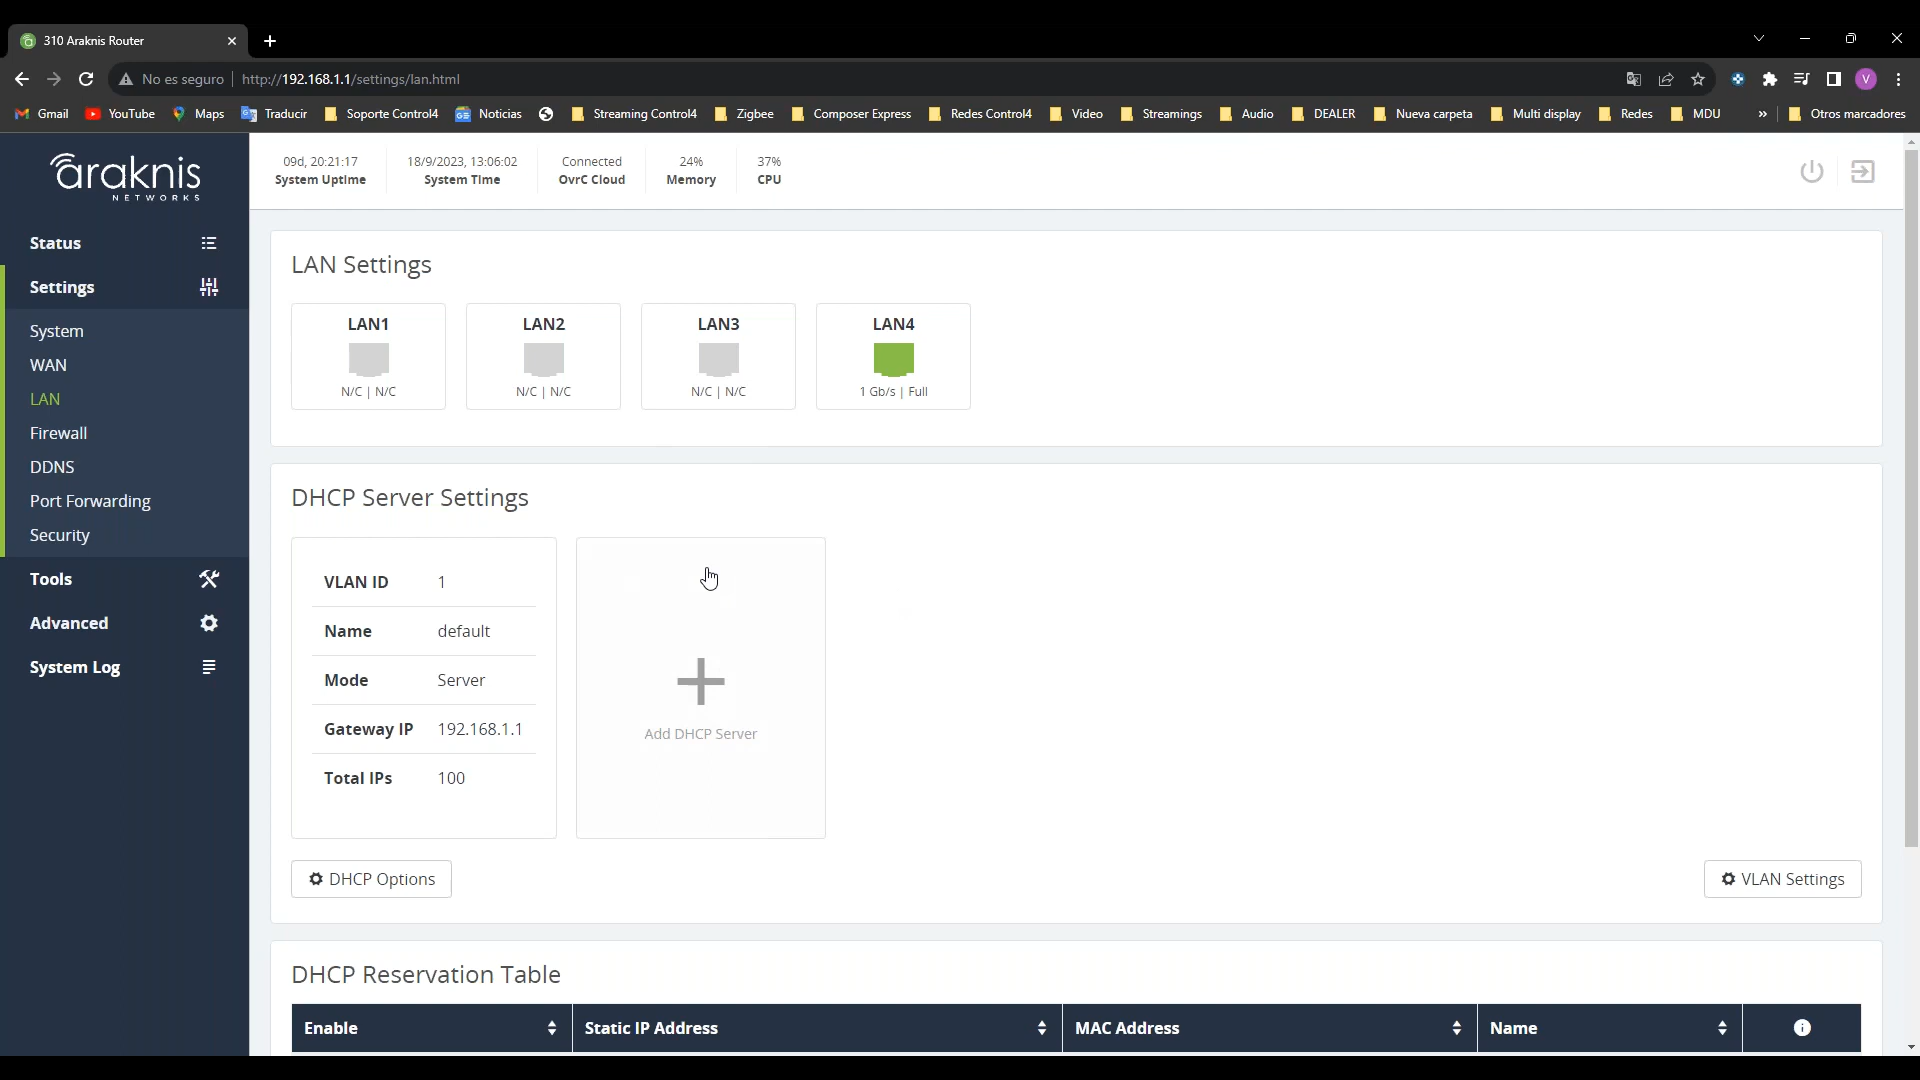 310 Araknis Router
No es seguro | http://192.168.1.1/settings/lan.html
Gmail YouTube Maps Traducir Soporte Control4 Noticias Streaming Control4 Zigbee Composer Express Redes Control4 Video Streamings Audio DEALER Nueva carpeta Multi display Redes MDU » Otros marcadores
V
araknis
NETWORKS
09d, 20:21:17
System Uptime
18/9/2023, 13:06:02
System Time
Connected
OvrC Cloud
24%
Memory
37%
CPU
Status
Settings
System
WAN
LAN
Firewall
DDNS
Port Forwarding
Security
Tools
Advanced
System Log
LAN Settings
LAN1
N/C | N/C
LAN2
N/C | N/C
LAN3
N/C | N/C
LAN4
1 Gb/s | Full
DHCP Server Settings
VLAN ID 1
Name default
Mode Server
Gateway IP 192.168.1.1
Total IPs 100
Add DHCP Server
DHCP Options
VLAN Settings
DHCP Reservation Table
Enable Static IP Address MAC Address Name